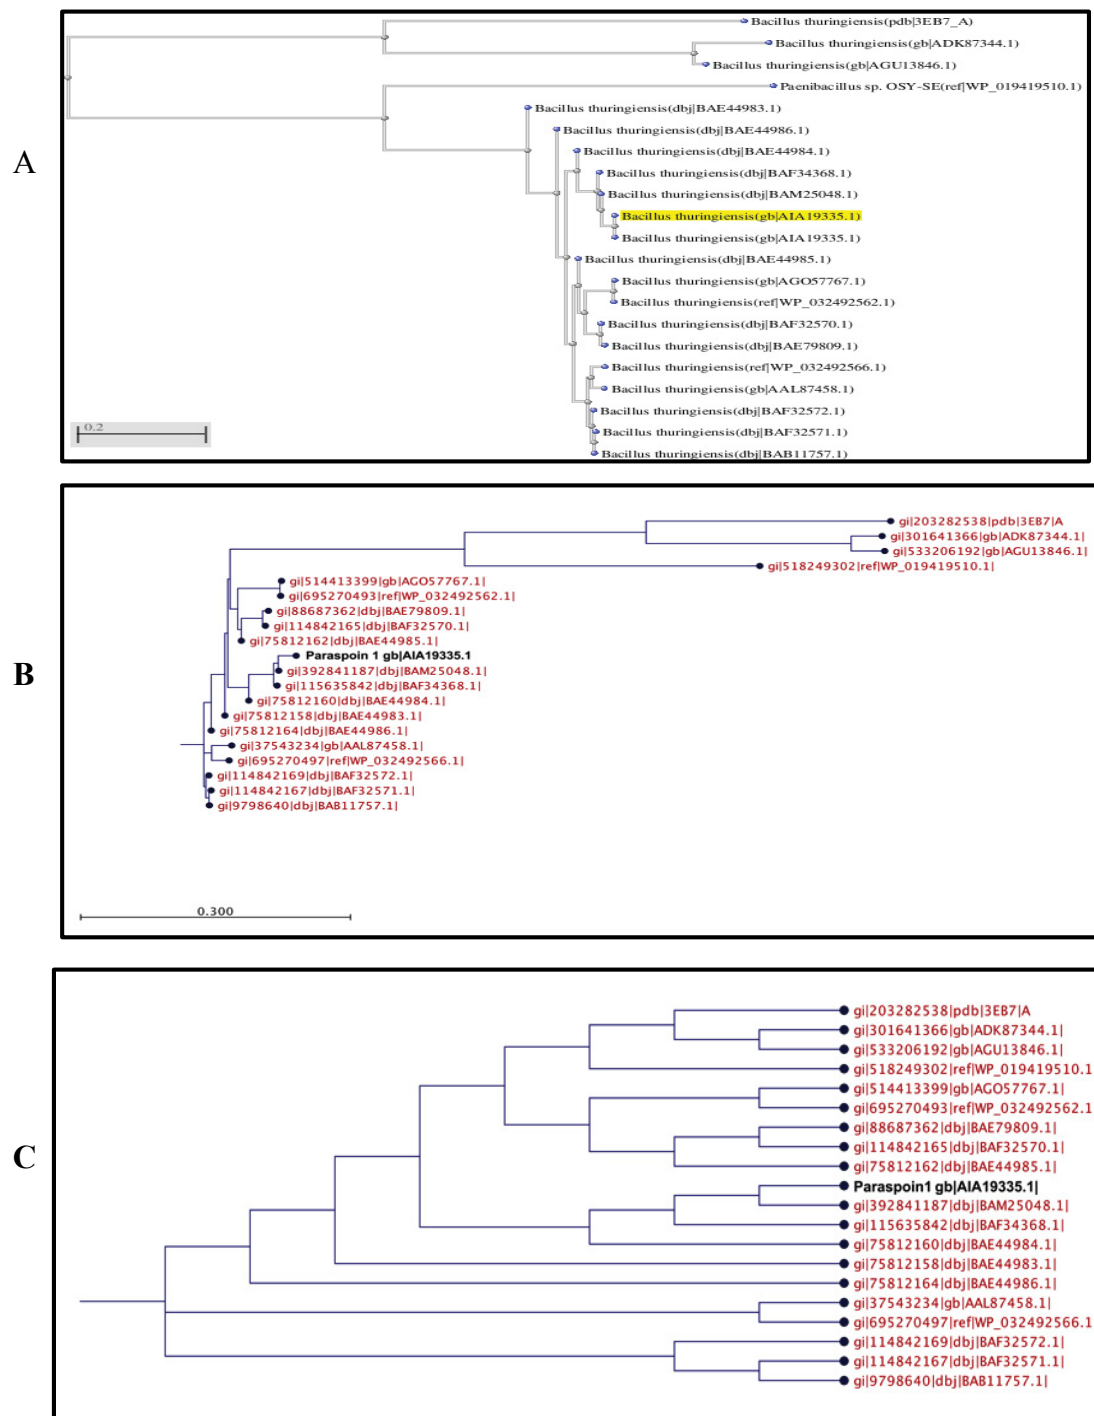 A
Bacillus thuringiensis(pdb|3EB7_A)
Bacillus thuringiensis(gb|ADK87344.1)
Bacillus thuringiensis(gb|AGU13846.1)
Paenibacillus sp. OSY-SE(ref|WP_019419510.1)
Bacillus thuringiensis(dbj|BAE44983.1)
Bacillus thuringiensis(dbj|BAE44986.1)
Bacillus thuringiensis(dbj|BAE44984.1)
Bacillus thuringiensis(dbj|BAF34368.1)
Bacillus thuringiensis(dbj|BAM25048.1)
Bacillus thuringiensis(gb|AIA19335.1)
Bacillus thuringiensis(gb|AIA19335.1)
Bacillus thuringiensis(dbj|BAE44985.1)
Bacillus thuringiensis(gb|AGO57767.1)
Bacillus thuringiensis(ref|WP_032492562.1)
Bacillus thuringiensis(dbj|BAF32570.1)
Bacillus thuringiensis(dbj|BAE79809.1)
Bacillus thuringiensis(ref|WP_032492566.1)
Bacillus thuringiensis(gb|AAL87458.1)
Bacillus thuringiensis(dbj|BAF32572.1)
Bacillus thuringiensis(dbj|BAF32571.1)
Bacillus thuringiensis(dbj|BAB11757.1)
0.2
B
gi|203282538|pdb|3EB7|A
gi|301641366|gb|ADK87344.1|
gi|533206192|gb|AGU13846.1|
gi|518249302|ref|WP_019419510.1|
gi|514413399|gb|AGO57767.1|
gi|695270493|ref|WP_032492562.1|
gi|88687362|dbj|BAE79809.1|
gi|114842165|dbj|BAF32570.1|
gi|75812162|dbj|BAE44985.1|
Paraspoin 1 gb|AIA19335.1
gi|392841187|dbj|BAM25048.1|
gi|115635842|dbj|BAF34368.1|
gi|75812160|dbj|BAE44984.1|
gi|75812158|dbj|BAE44983.1|
gi|75812164|dbj|BAE44986.1|
gi|37543234|gb|AAL87458.1|
gi|695270497|ref|WP_032492566.1|
gi|114842169|dbj|BAF32572.1|
gi|114842167|dbj|BAF32571.1|
gi|9798640|dbj|BAB11757.1|
0.300
C
gi|203282538|pdb|3EB7|A
gi|301641366|gb|ADK87344.1|
gi|533206192|gb|AGU13846.1|
gi|518249302|ref|WP_019419510.1
gi|514413399|gb|AGO57767.1|
gi|695270493|ref|WP_032492562.1
gi|88687362|dbj|BAE79809.1|
gi|114842165|dbj|BAF32570.1|
gi|75812162|dbj|BAE44985.1|
Paraspoin1 gb|AIA19335.1|
gi|392841187|dbj|BAM25048.1|
gi|115635842|dbj|BAF34368.1|
gi|75812160|dbj|BAE44984.1|
gi|75812158|dbj|BAE44983.1|
gi|75812164|dbj|BAE44986.1|
gi|37543234|gb|AAL87458.1|
gi|695270497|ref|WP_032492566.1
gi|114842169|dbj|BAF32572.1|
gi|114842167|dbj|BAF32571.1|
gi|9798640|dbj|BAB11757.1|